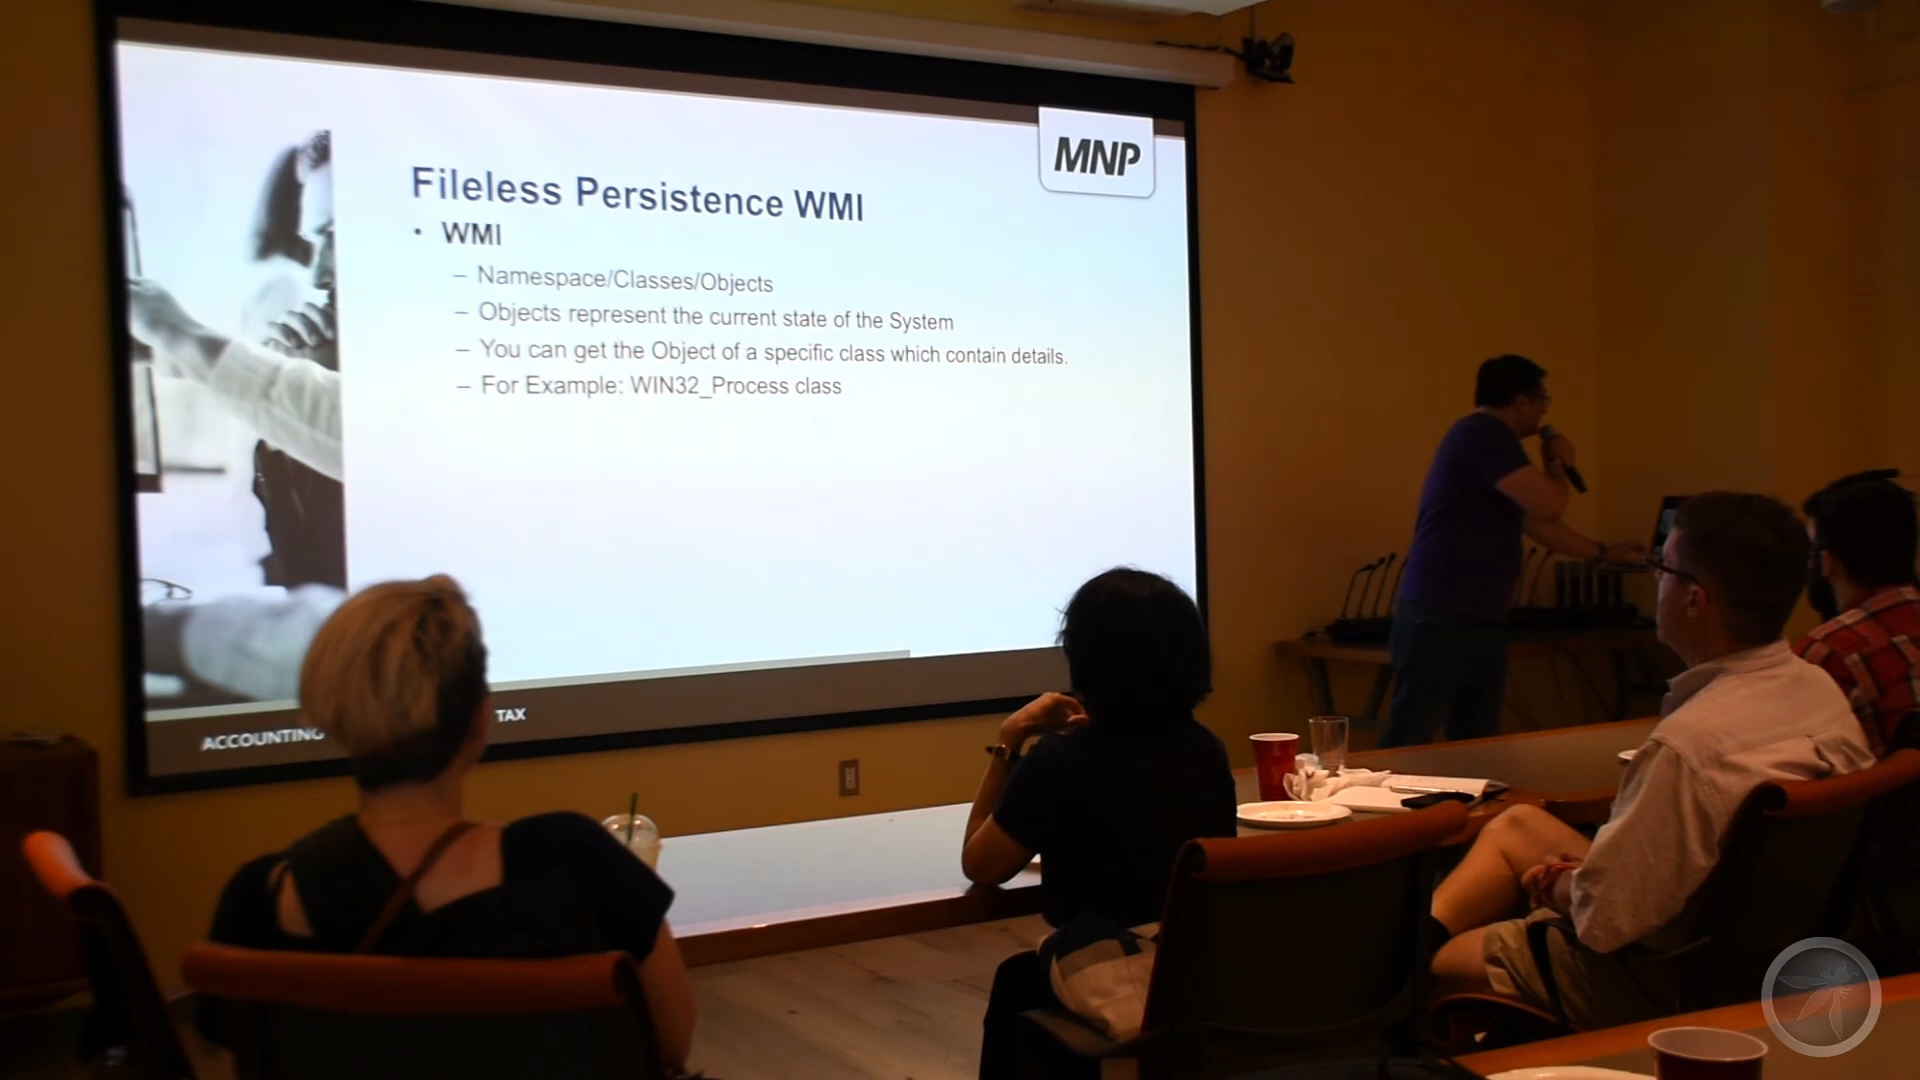 MNP
Fileless Persistence WMI
• WMI
– Namespace/Classes/Objects
– Objects represent the current state of the System
– You can get the Object of a specific class which contain details.
– For Example: WIN32_Process class
ACCOUNTING
TAX